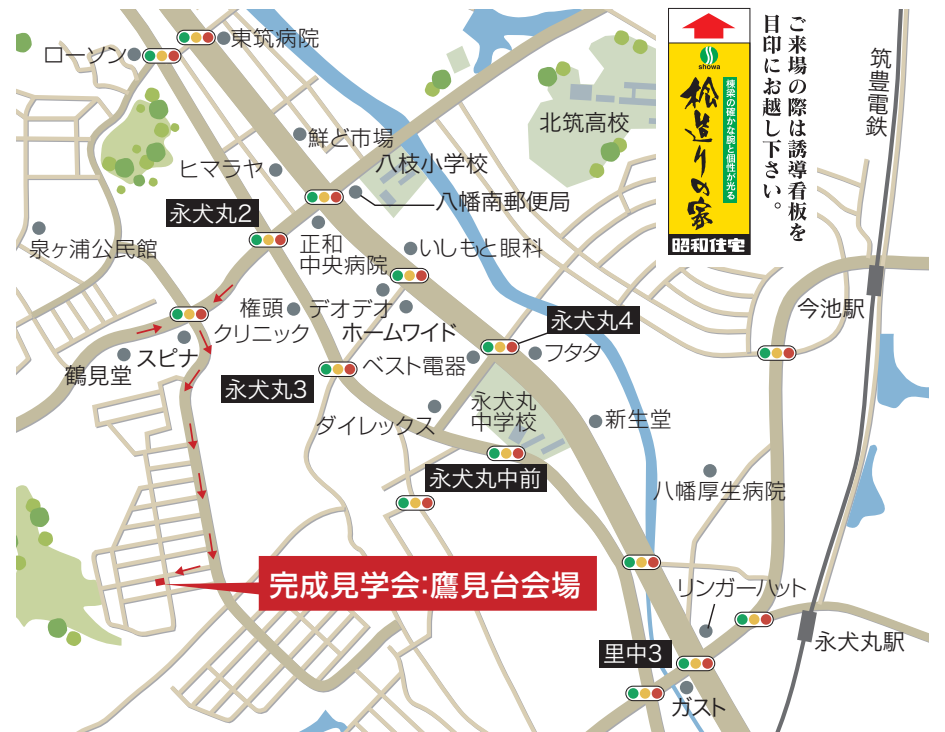 東筑病院
ローソン
鮮ど市場
ヒマラヤ
八枝小学校
北筑高校
八幡南郵便局
永犬丸2
正和
中央病院
いしもと眼科
泉ヶ浦公民館
権頭
クリニック
デオデオ
ホームワイド
永犬丸4
スピナ
鶴見堂
永犬丸3
ベスト電器
フタタ
ダイレックス
永犬丸
中学校
新生堂
永犬丸中前
八幡厚生病院
完成見学会:鷹見台会場
リンガーハット
里中3
ガスト
永犬丸駅
今池駅
筑豊電鉄
ご来場の際は誘導看板を
目印にお越し下さい。
showa
棟梁の確かな腕と個性が光る
桧造りの家
昭和住宅